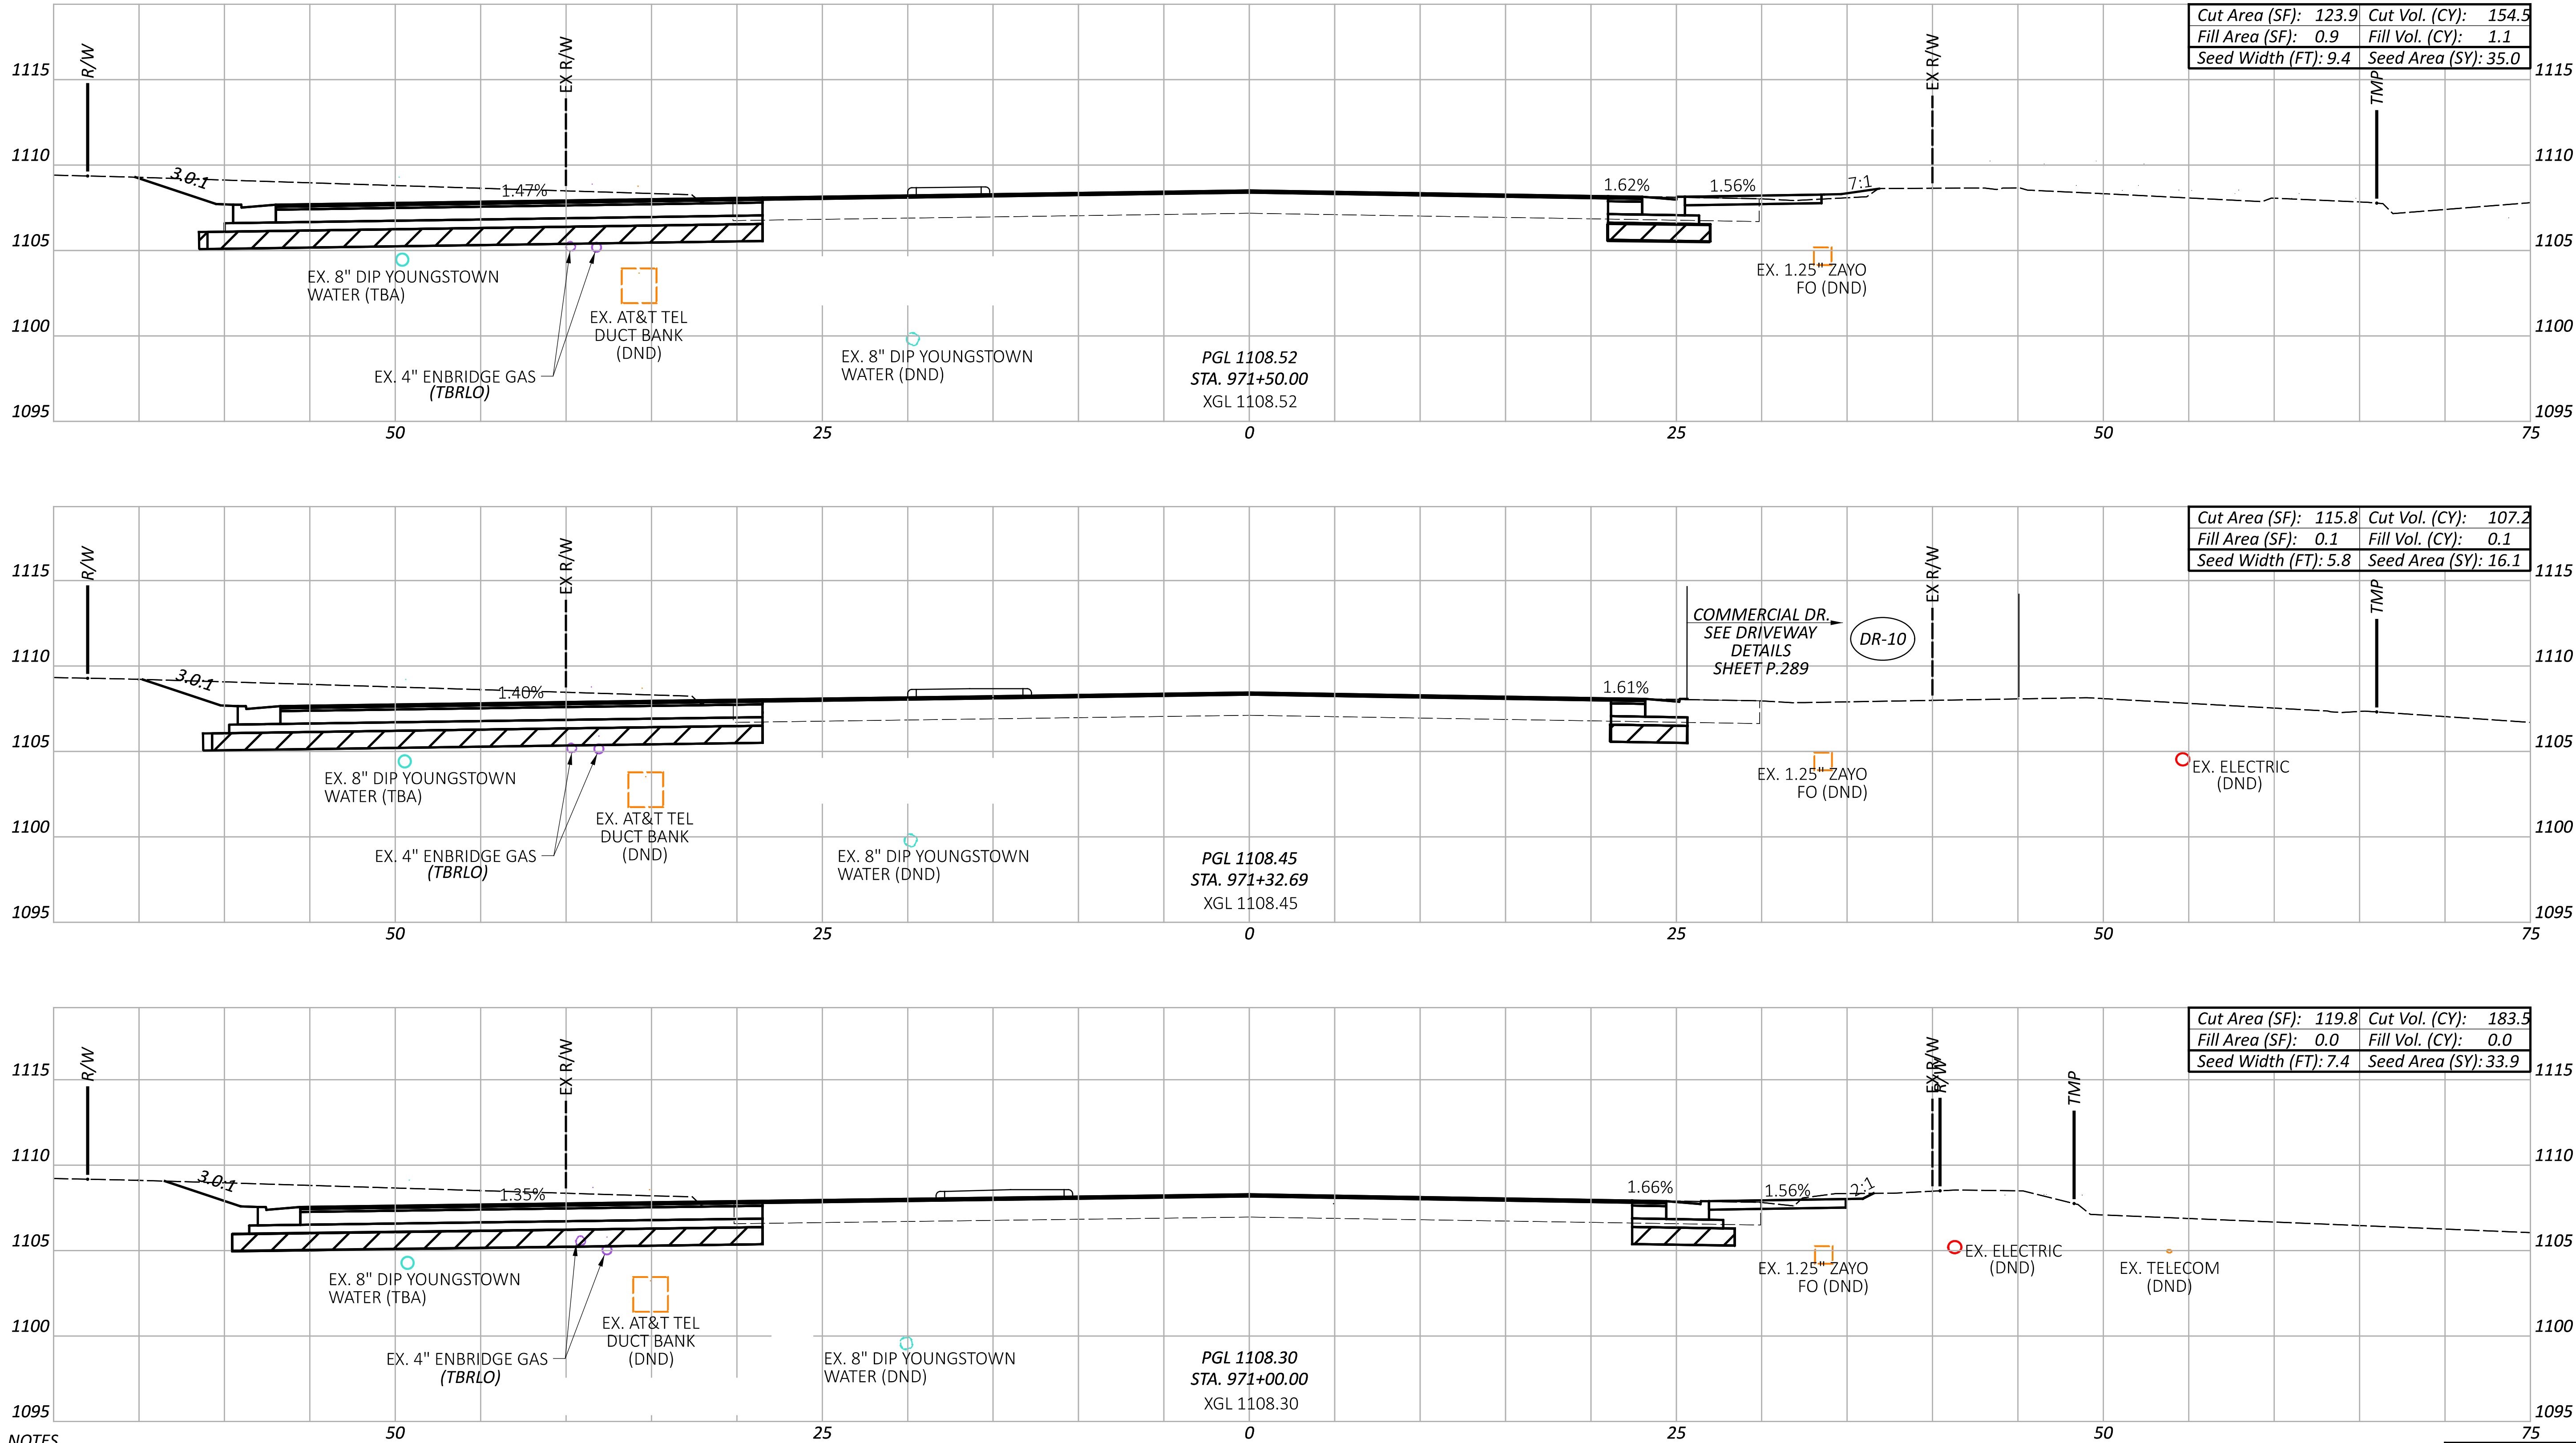 Cut Area (SF): 123.9 Cut Vol. (CY): 154.5
Fill Area (SF): 0.9 Fill Vol. (CY): 1.1
Seed Width (FT): 9.4 Seed Area (SY): 35.0
R/W
EX R/W
EX R/W
TMP
1115
1115
1110
1110
3.0:1
1.47%
1.62%
1.56%
7:1
1105
1105
EX. 8" DIP YOUNGSTOWN
WATER (TBA)
EX. 1.25" ZAYO
FO (DND)
EX. AT&T TEL
DUCT BANK
(DND)
1100
1100
EX. 4" ENBRIDGE GAS
(TBRLO)
EX. 8" DIP YOUNGSTOWN
WATER (DND)
PGL 1108.52
STA. 971+50.00
XGL 1108.52
1095
1095
50
25
0
25
50
75
Cut Area (SF): 115.8 Cut Vol. (CY): 107.2
Fill Area (SF): 0.1 Fill Vol. (CY): 0.1
Seed Width (FT): 5.8 Seed Area (SY): 16.1
R/W
EX R/W
EX R/W
TMP
1115
1115
COMMERCIAL DR.
SEE DRIVEWAY
DETAILS
SHEET P.289
DR-10
1110
1110
3.0:1
1.40%
1.61%
1105
1105
EX. 8" DIP YOUNGSTOWN
WATER (TBA)
EX. 1.25" ZAYO
FO (DND)
EX. ELECTRIC
(DND)
EX. AT&T TEL
DUCT BANK
(DND)
1100
1100
EX. 4" ENBRIDGE GAS
(TBRLO)
EX. 8" DIP YOUNGSTOWN
WATER (DND)
PGL 1108.45
STA. 971+32.69
XGL 1108.45
1095
1095
50
25
0
25
50
75
Cut Area (SF): 119.8 Cut Vol. (CY): 183.5
Fill Area (SF): 0.0 Fill Vol. (CY): 0.0
Seed Width (FT): 7.4 Seed Area (SY): 33.9
R/W
EX R/W
EX R/W
R/W
TMP
1115
1115
1110
1110
3.0:1
1.35%
1.66%
1.56%
2:1
1105
1105
EX. 8" DIP YOUNGSTOWN
WATER (TBA)
EX. 1.25" ZAYO
FO (DND)
EX. ELECTRIC
(DND)
EX. TELECOM
(DND)
EX. AT&T TEL
DUCT BANK
(DND)
1100
1100
EX. 4" ENBRIDGE GAS
(TBRLO)
EX. 8" DIP YOUNGSTOWN
WATER (DND)
PGL 1108.30
STA. 971+00.00
XGL 1108.30
1095
1095
50
25
0
25
50
75
NOTES